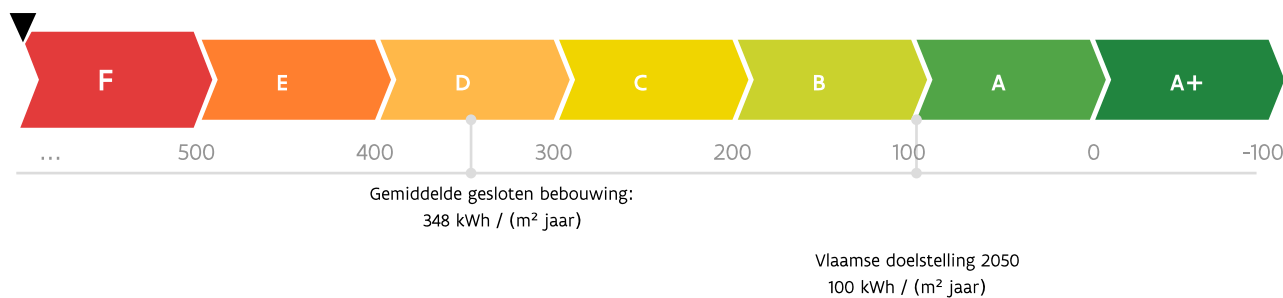 F E D C B A A+
... 500 400 300 200 100 0 -100
Gemiddelde gesloten bebouwing:
348 kWh / (m² jaar)
Vlaamse doelstelling 2050
100 kWh / (m² jaar)